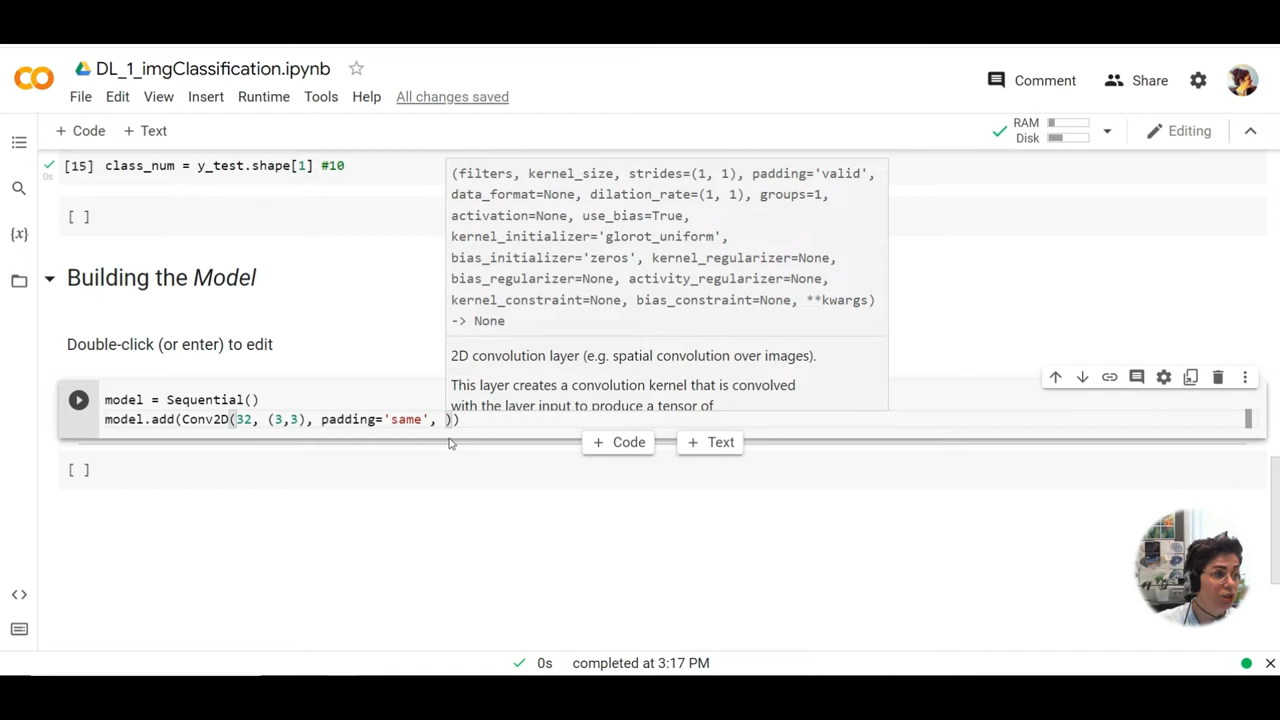 DL_1_imgClassification.ipynb
File Edit View Insert Runtime Tools Help All changes saved
Comment Share
+ Code + Text
RAM
Disk
Editing
[15] class_num = y_test.shape[1] #10
0s
[ ]
(filters, kernel_size, strides=(1, 1), padding='valid',
data_format=None, dilation_rate=(1, 1), groups=1,
activation=None, use_bias=True,
kernel_initializer='glorot_uniform',
bias_initializer='zeros', kernel_regularizer=None,
bias_regularizer=None, activity_regularizer=None,
kernel_constraint=None, bias_constraint=None, **kwargs)
-> None
2D convolution layer (e.g. spatial convolution over images).
This layer creates a convolution kernel that is convolved
with the layer input to produce a tensor of
{x}
Building the Model
Double-click (or enter) to edit
model = Sequential()
model.add(Conv2D(32, (3,3), padding='same', ))
+ Code + Text
[ ]
0s completed at 3:17 PM